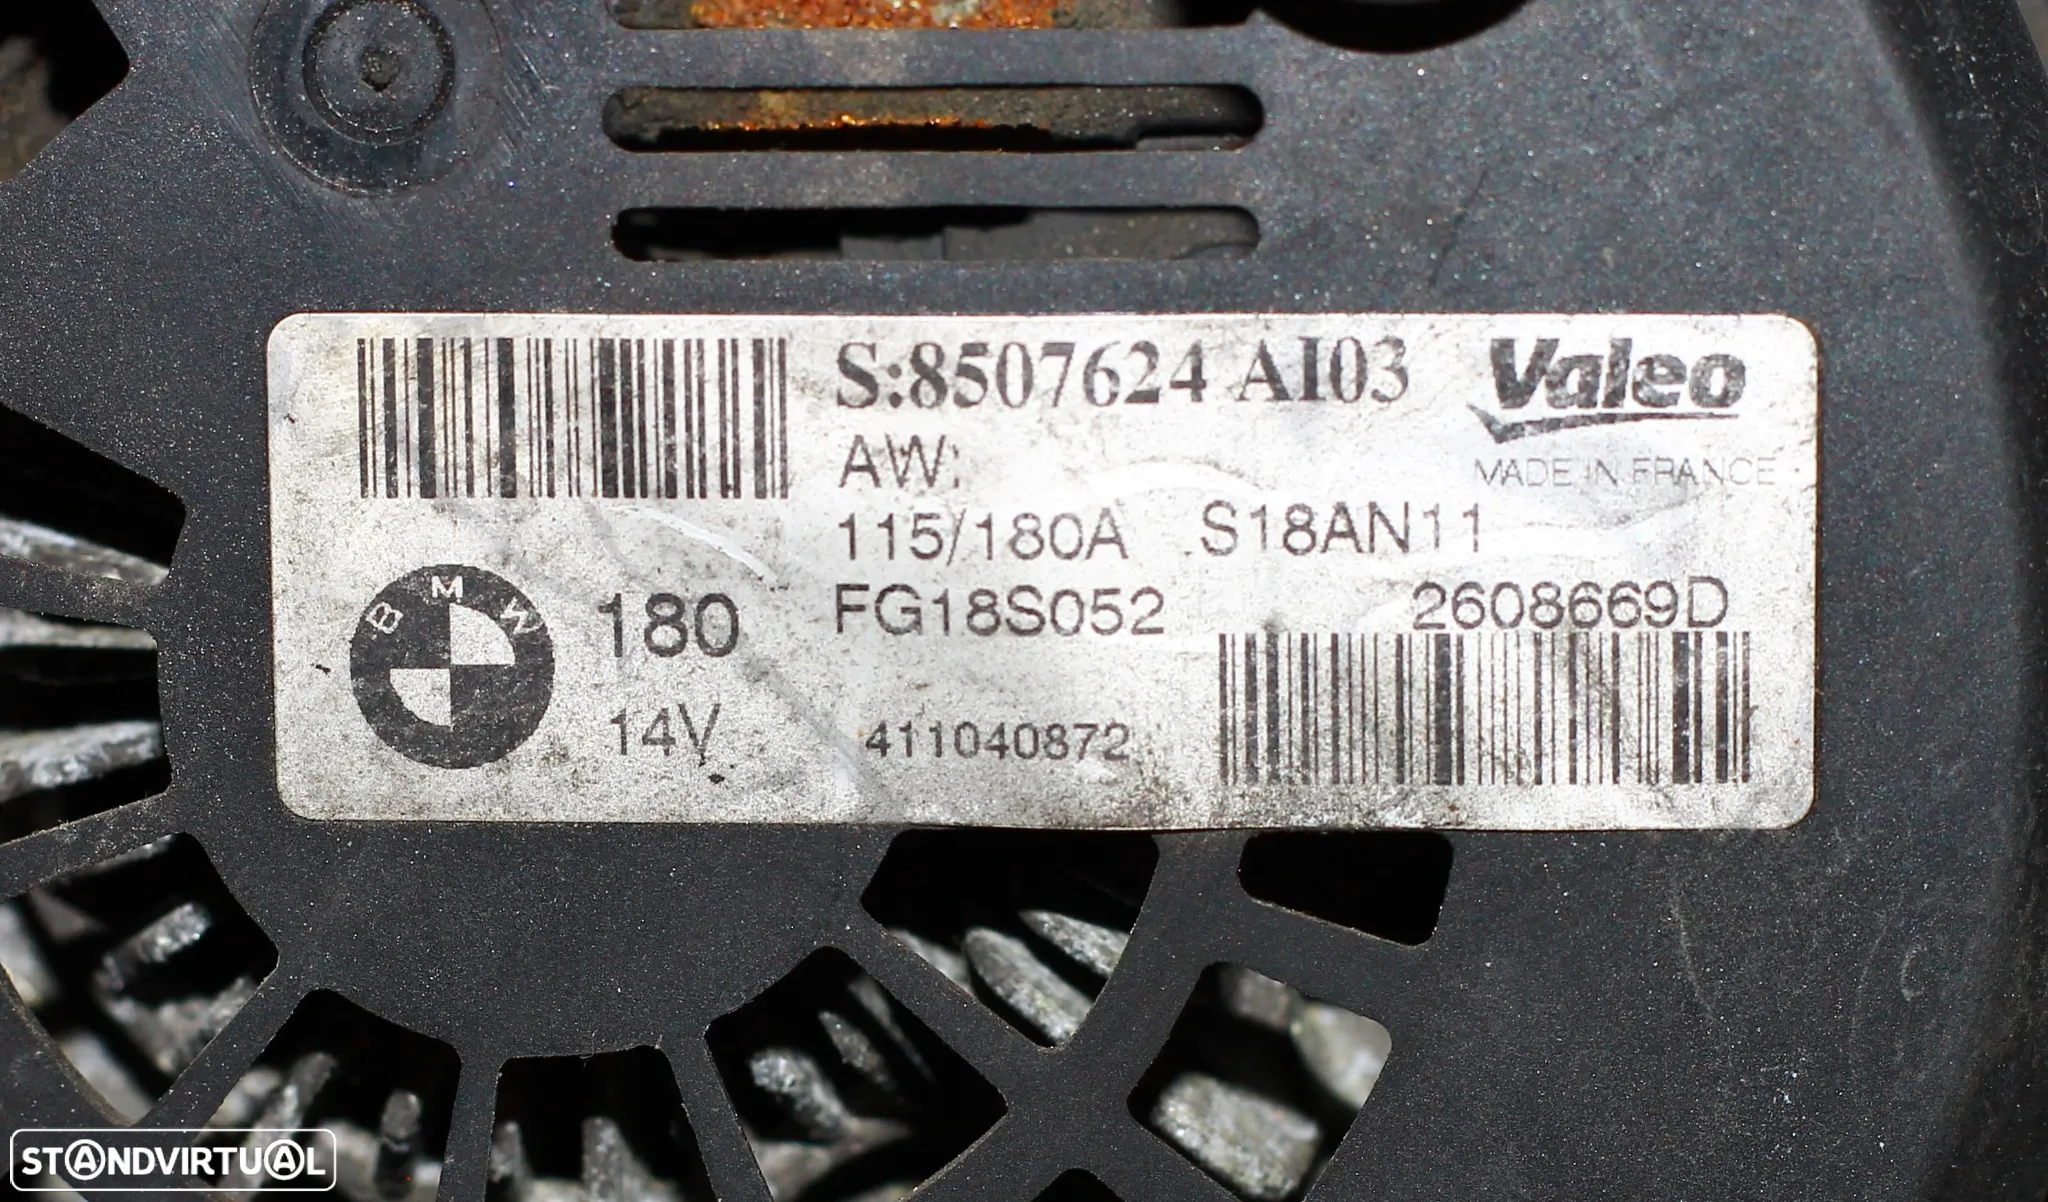 S:8507624 AI03
Valeo
MADE IN FRANCE
AW:
115/180A S18AN11
FG18S052 2608669D
BMW
180
14V
411040872
STANDVIRTUAL